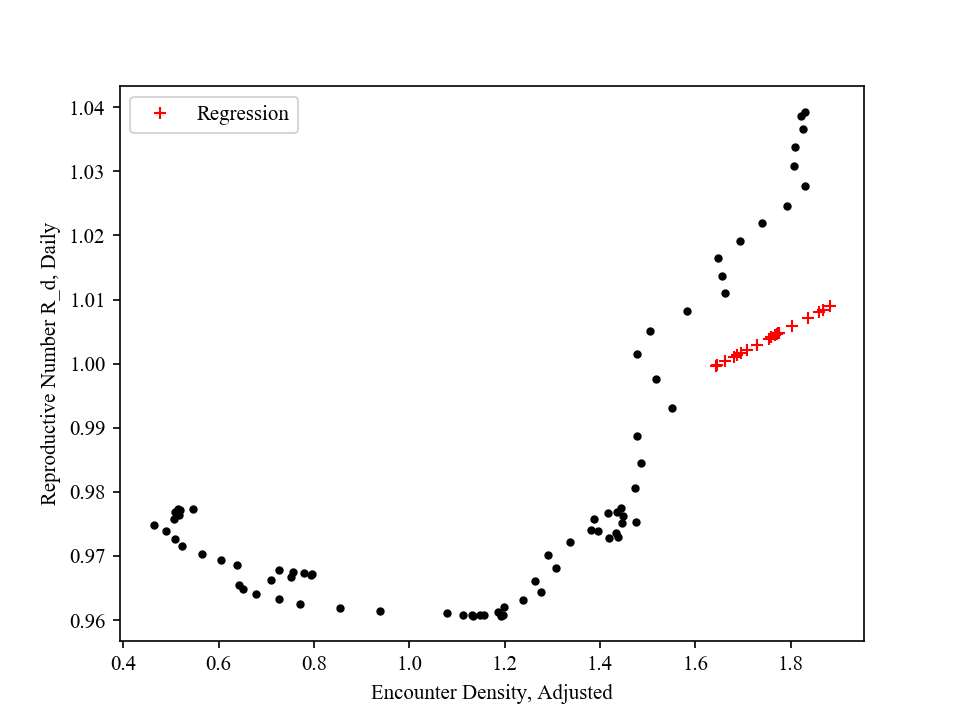 Regression
1.04
1.03
1.02
1.01
1.00
0.99
0.98
0.97
0.96
Reproductive Number R_d, Daily
0.4 0.6 0.8 1.0 1.2 1.4 1.6 1.8
Encounter Density, Adjusted